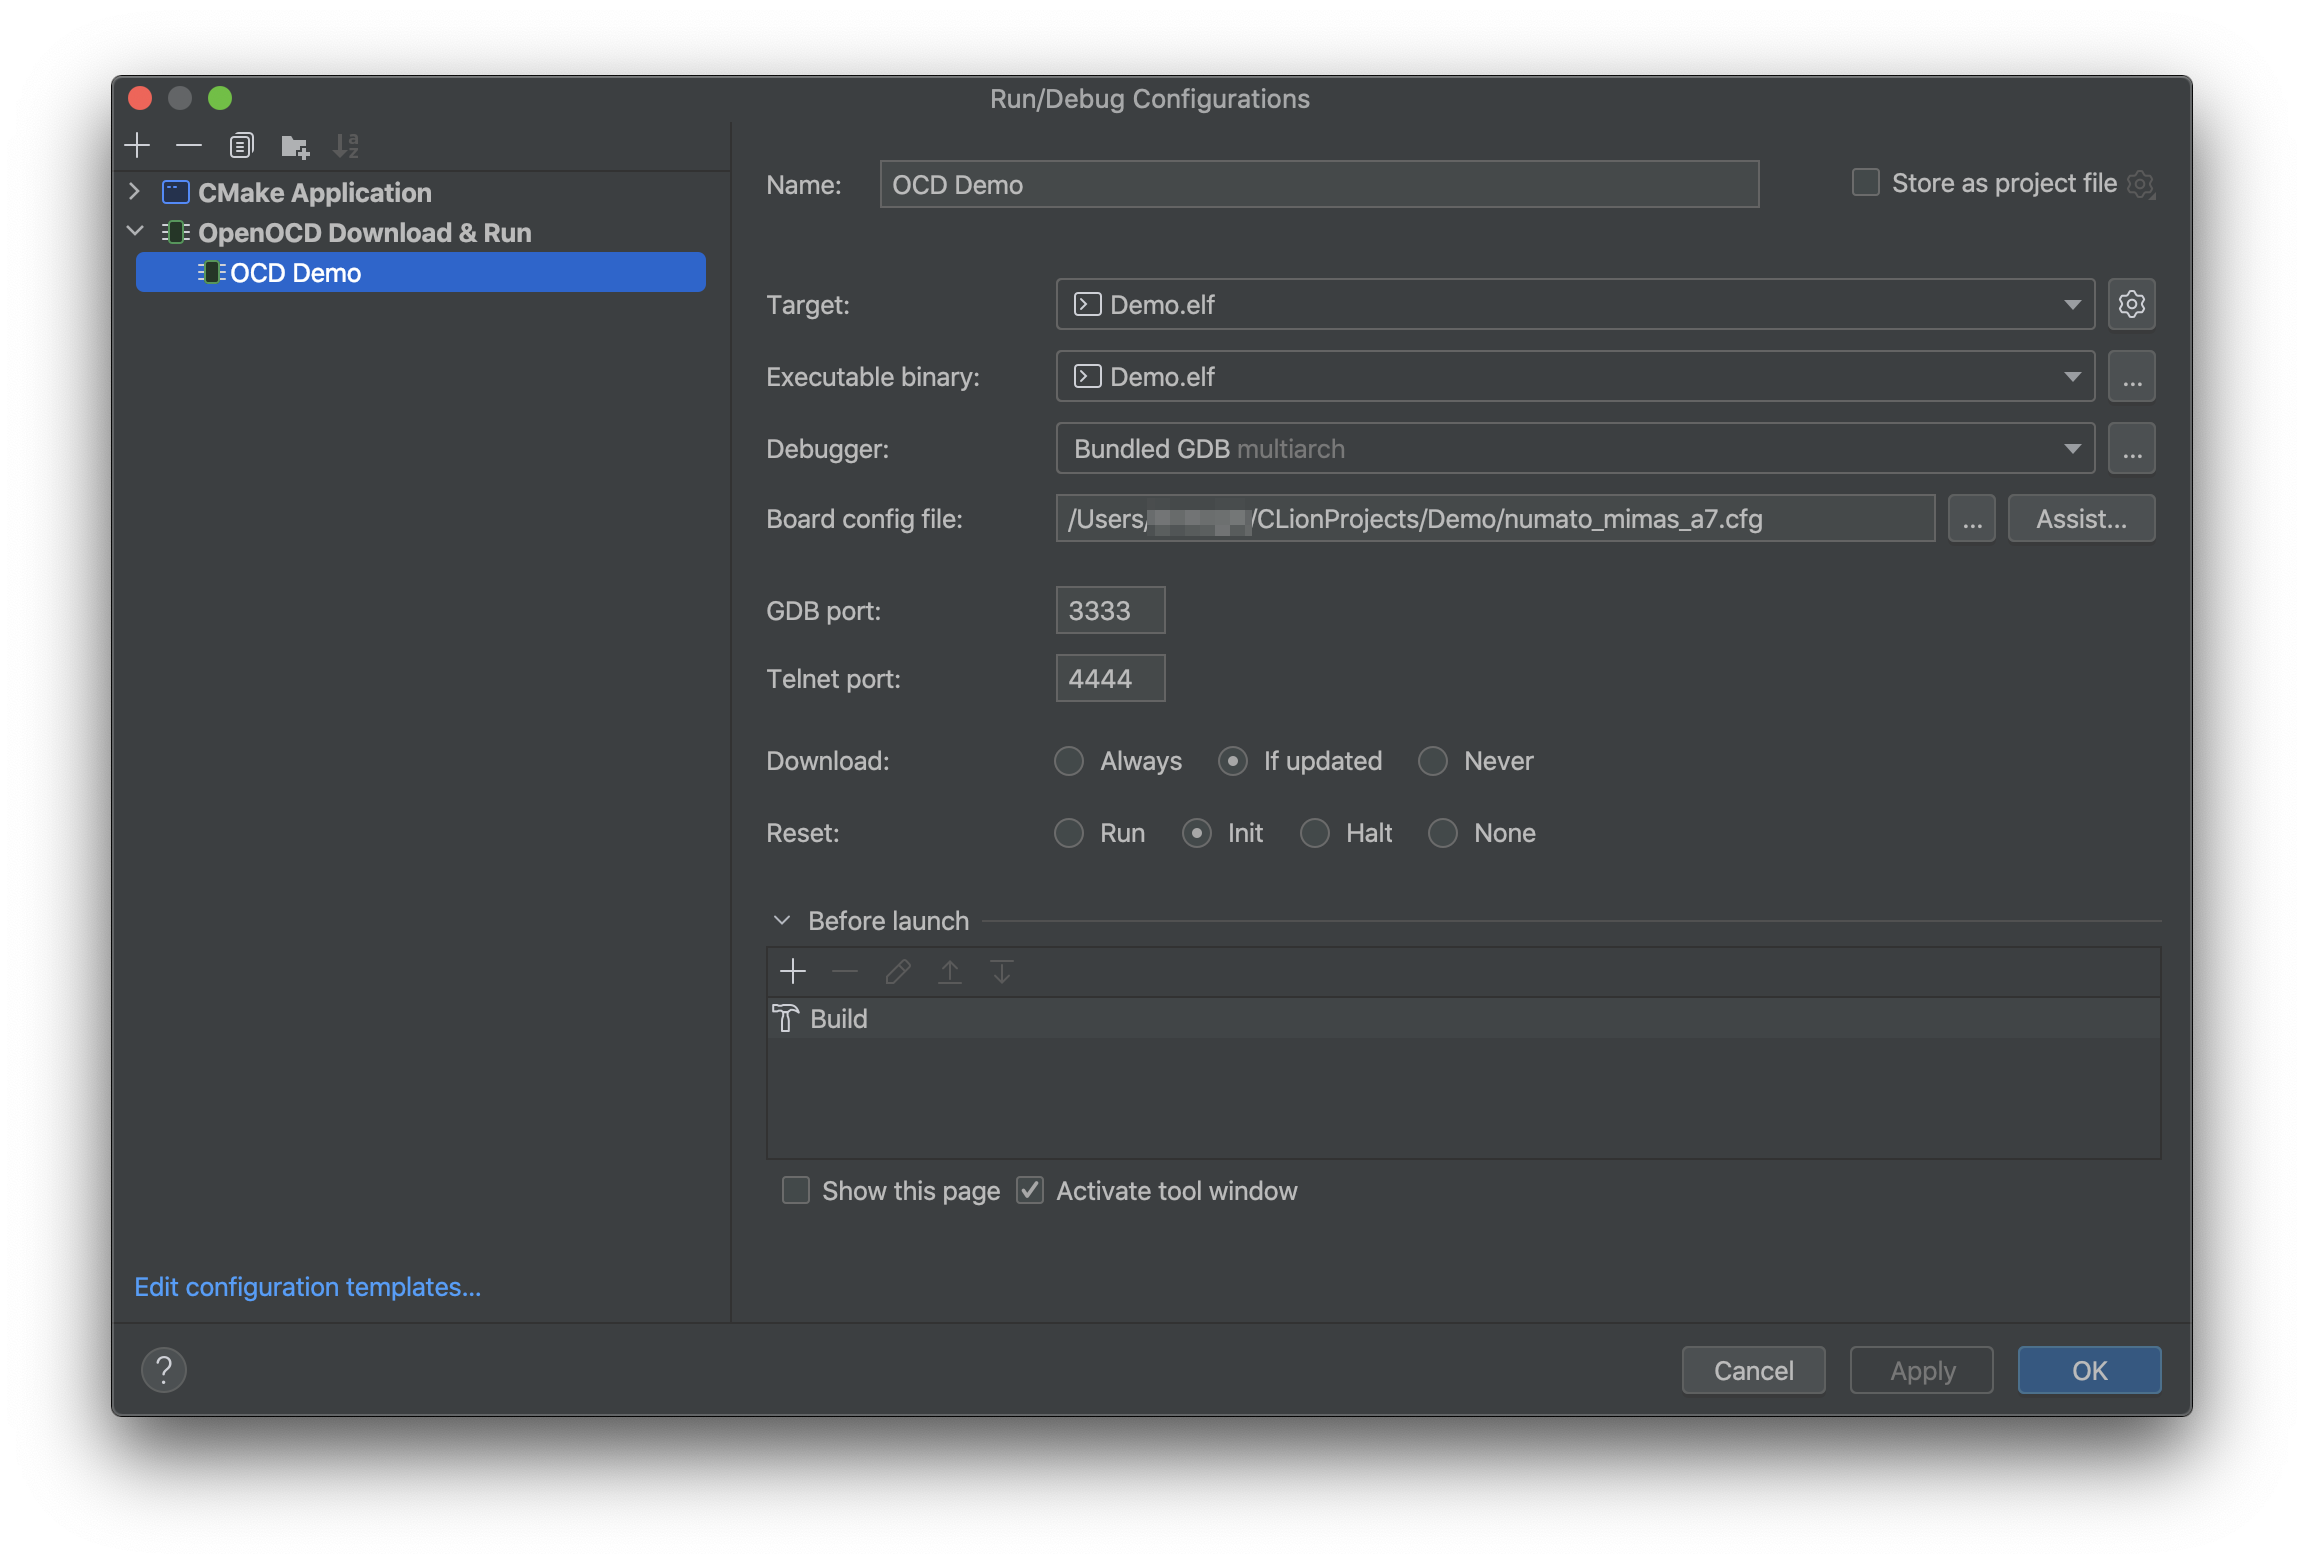 Run/Debug Configurations
CMake Application
OpenOCD Download & Run
OCD Demo
Edit configuration templates...
Name: OCD Demo Store as project file
Target: Demo.elf
Executable binary: Demo.elf ...
Debugger: Bundled GDB multiarch ...
Board config file: /Users/ /CLionProjects/Demo/numato_mimas_a7.cfg ... Assist...
GDB port: 3333
Telnet port: 4444
Download: Always If updated Never
Reset: Run Init Halt None
Before launch
Build
Show this page Activate tool window
? Cancel Apply OK